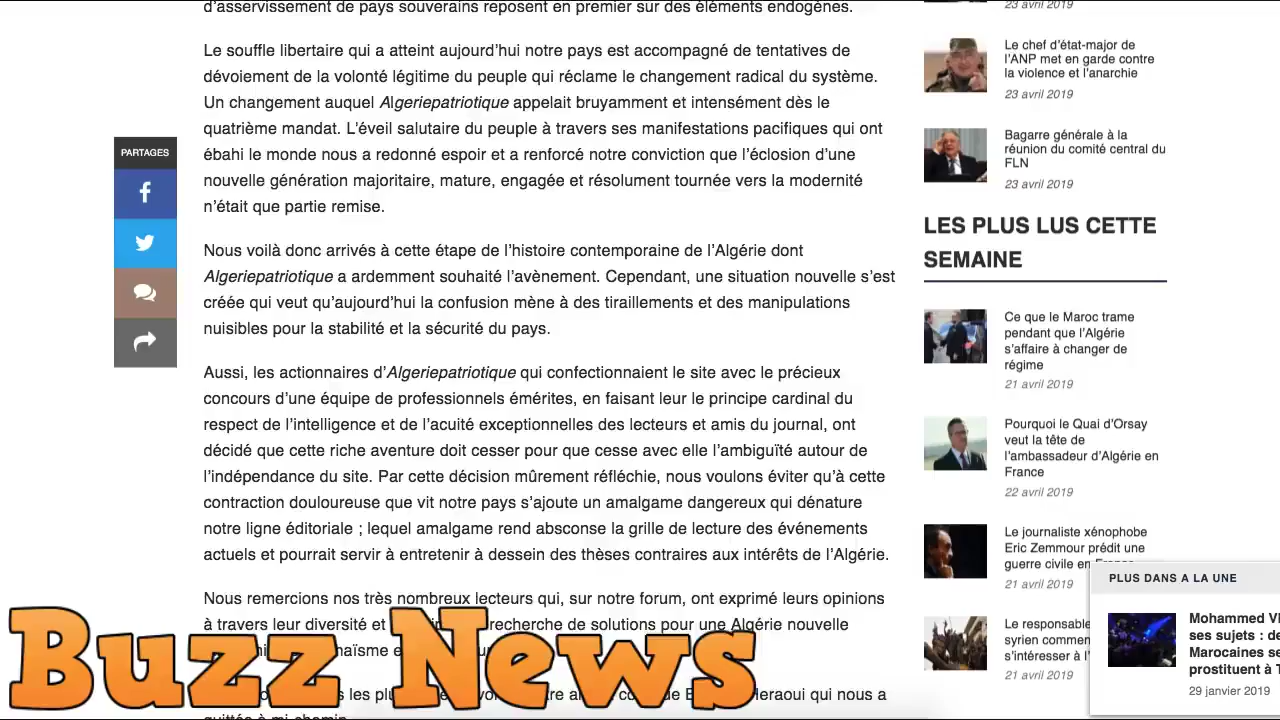 d'asservissement de pays souverains reposent en premier sur des éléments endogènes.
Le souffle libertaire qui a atteint aujourd'hui notre pays est accompagné de tentatives de
dévoiement de la volonté légitime du peuple qui réclame le changement radical du système.
Un changement auquel Algeriepatriotique appelait bruyamment et intensément dès le
quatrième mandat. L'éveil salutaire du peuple à travers ses manifestations pacifiques qui ont
ébahi le monde nous a redonné espoir et a renforcé notre conviction que l'éclosion d'une
nouvelle génération majoritaire, mature, engagée et résolument tournée vers la modernité
n'était que partie remise.
Nous voilà donc arrivés à cette étape de l'histoire contemporaine de l'Algérie dont
Algeriepatriotique a ardemment souhaité l'avènement. Cependant, une situation nouvelle s'est
créée qui veut qu'aujourd'hui la confusion mène à des tiraillements et des manipulations
nuisibles pour la stabilité et la sécurité du pays.
Aussi, les actionnaires d'Algeriepatriotique qui confectionnaient le site avec le précieux
concours d'une équipe de professionnels émérites, en faisant leur le principe cardinal du
respect de l'intelligence et de l'acuité exceptionnelles des lecteurs et amis du journal, ont
décidé que cette riche aventure doit cesser pour que cesse avec elle l'ambiguïté autour de
l'indépendance du site. Par cette décision mûrement réfléchie, nous voulons éviter qu'à cette
contraction douloureuse que vit notre pays s'ajoute un amalgame dangereux qui dénature
notre ligne éditoriale ; lequel amalgame rend absconse la grille de lecture des événements
actuels et pourrait servir à entretenir à dessein des thèses contraires aux intérêts de l'Algérie.
Nous remercions nos très nombreux lecteurs qui, sur notre forum, ont exprimé leurs opinions
à travers leur diversité et recherche de solutions pour une Algérie nouvelle
les qui nous a
quittés à mi-chemin
PARTAGES
23 avril 2019
Le chef d'état-major de
l'ANP met en garde contre
la violence et l'anarchie
23 avril 2019
Bagarre générale à la
réunion du comité central du
FLN
23 avril 2019
LES PLUS LUS CETTE
SEMAINE
Ce que le Maroc trame
pendant que l'Algérie
s'affaire à changer de
régime
21 avril 2019
Pourquoi le Quai d'Orsay
veut la tête de
l'ambassadeur d'Algérie en
France
22 avril 2019
Le journaliste xénophobe
Eric Zemmour prédit une
guerre civile en France
21 avril 2019
Le responsable
syrien commen
s'intéresser à l'
21 avril 2019
PLUS DANS A LA UNE
Mohammed VI
ses sujets : de
Marocaines se
prostituent à T
29 janvier 2019
Buzz News